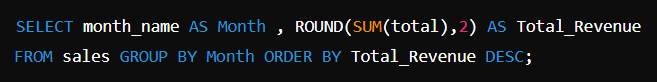 SELECT month_name AS Month , ROUND(SUM(total),2) AS Total_Revenue
FROM sales GROUP BY Month ORDER BY Total_Revenue DESC;